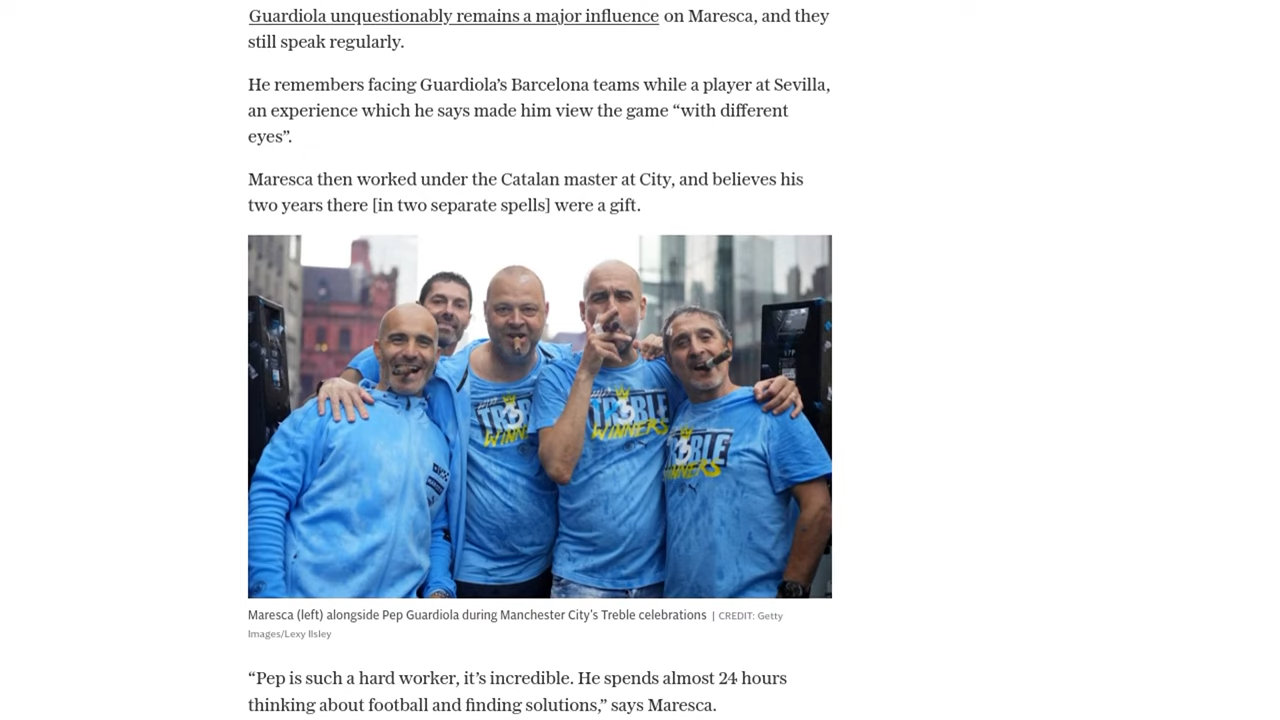 Guardiola unquestionably remains a major influence on Maresca, and they
still speak regularly.
He remembers facing Guardiola’s Barcelona teams while a player at Sevilla,
an experience which he says made him view the game “with different
eyes”.
Maresca then worked under the Catalan master at City, and believes his
two years there [in two separate spells] were a gift.
TREBLE
WINNERS
TREBLE
WINNERS
Maresca (left) alongside Pep Guardiola during Manchester City's Treble celebrations | CREDIT: Getty
Images/Lexy Ilsley
“Pep is such a hard worker, it’s incredible. He spends almost 24 hours
thinking about football and finding solutions,” says Maresca.